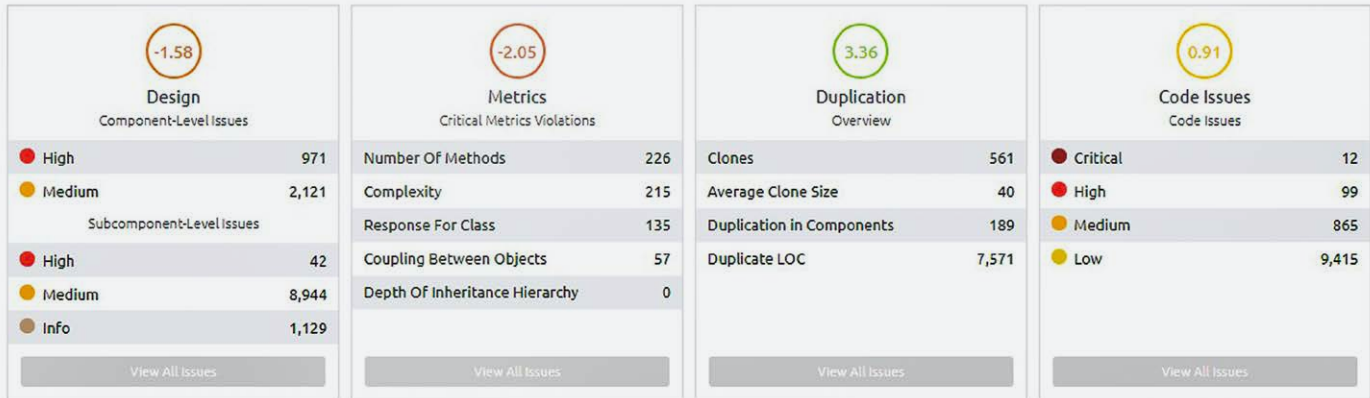 -1.58
Design
Component-Level Issues
High 971
Medium 2,121
Subcomponent-Level Issues
High 42
Medium 8,944
Info 1,129
View All Issues
-2.05
Metrics
Critical Metrics Violations
Number Of Methods 226
Complexity 215
Response For Class 135
Coupling Between Objects 57
Depth Of Inheritance Hierarchy 0
View All Issues
3.36
Duplication
Overview
Clones 561
Average Clone Size 40
Duplication in Components 189
Duplicate LOC 7,571
View All Issues
0.91
Code Issues
Code Issues
Critical 12
High 99
Medium 865
Low 9,415
View All Issues